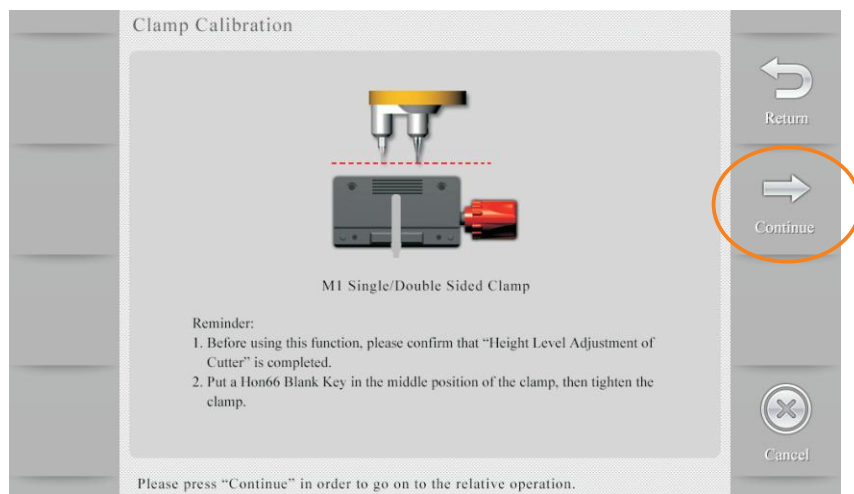 Clamp Calibration
Return
Continue
M1 Single/Double Sided Clamp
Reminder:
1. Before using this function, please confirm that “Height Level Adjustment of
Cutter” is completed.
2. Put a Hon66 Blank Key in the middle position of the clamp, then tighten the
clamp.
Cancel
Please press “Continue” in order to go on to the relative operation.